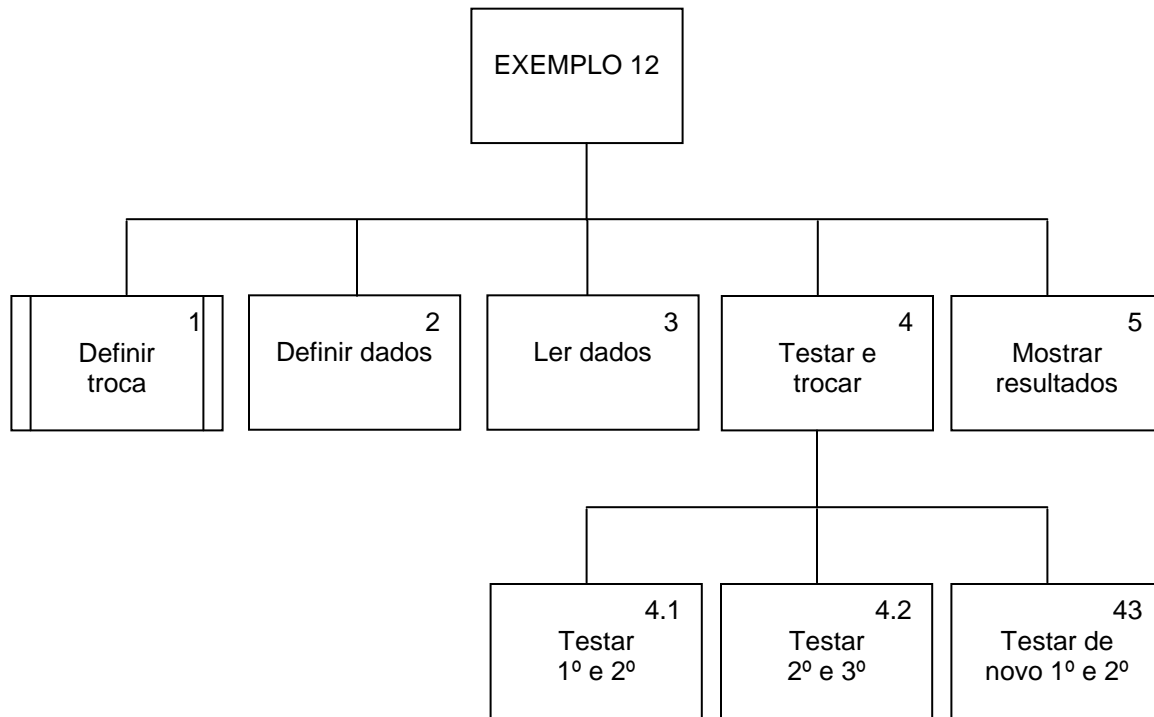 EXEMPLO 12
1
Definir
troca
2
Definir dados
3
Ler dados
4
Testar e
trocar
5
Mostrar
resultados
4.1
Testar
1º e 2º
4.2
Testar
2º e 3º
43
Testar de
novo 1º e 2º